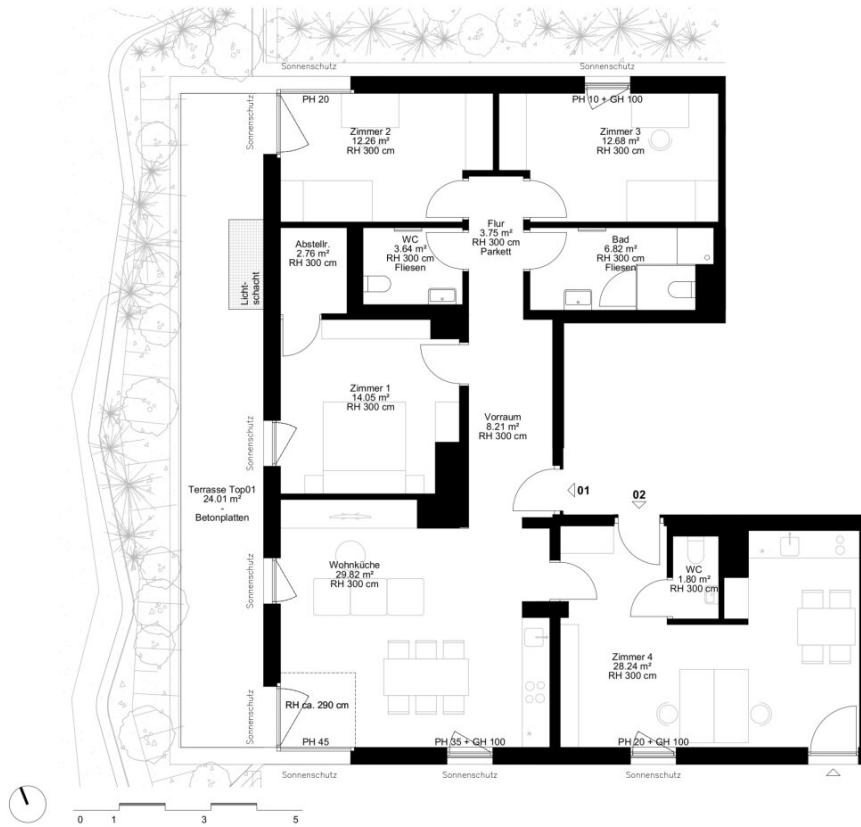 Sonnenschutz
Sonnenschutz
Sonnenschutz
PH 20
PH 10 + GH 100
Zimmer 2
12.26 m²
RH 300 cm
Zimmer 3
12.68 m²
RH 300 cm
Flur
3.75 m²
RH 300 cm
Parkett
Abstellr.
2.76 m²
RH 300 cm
WC
3.64 m²
RH 300 cm
Fliesen
Bad
6.82 m²
RH 300 cm
Fliesen
Licht-
schacht
Zimmer 1
14.05 m²
RH 300 cm
Vorraum
8.21 m²
RH 300 cm
Sonnenschutz
Terrasse Top01
24.01 m²
-
Betonplatten
01
02
Wohnküche
29.82 m²
RH 300 cm
Sonnenschutz
WC
1.80 m²
RH 300 cm
Zimmer 4
28.24 m²
RH 300 cm
Sonnenschutz
RH ca. 290 cm
PH 45
PH 35 + GH 100
PH 20 + GH 100
Sonnenschutz
Sonnenschutz
Sonnenschutz
0 1 3 5